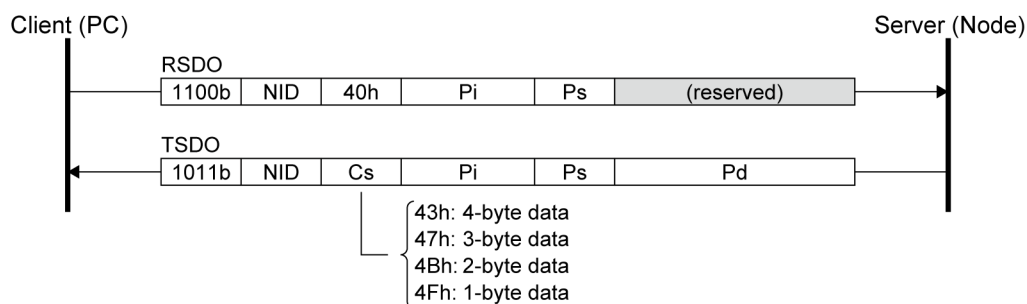 Client (PC) Server (Node)
RSDO
1100b NID 40h Pi Ps (reserved)
TSDO
1011b NID Cs Pi Ps Pd
43h: 4-byte data
47h: 3-byte data
4Bh: 2-byte data
4Fh: 1-byte data